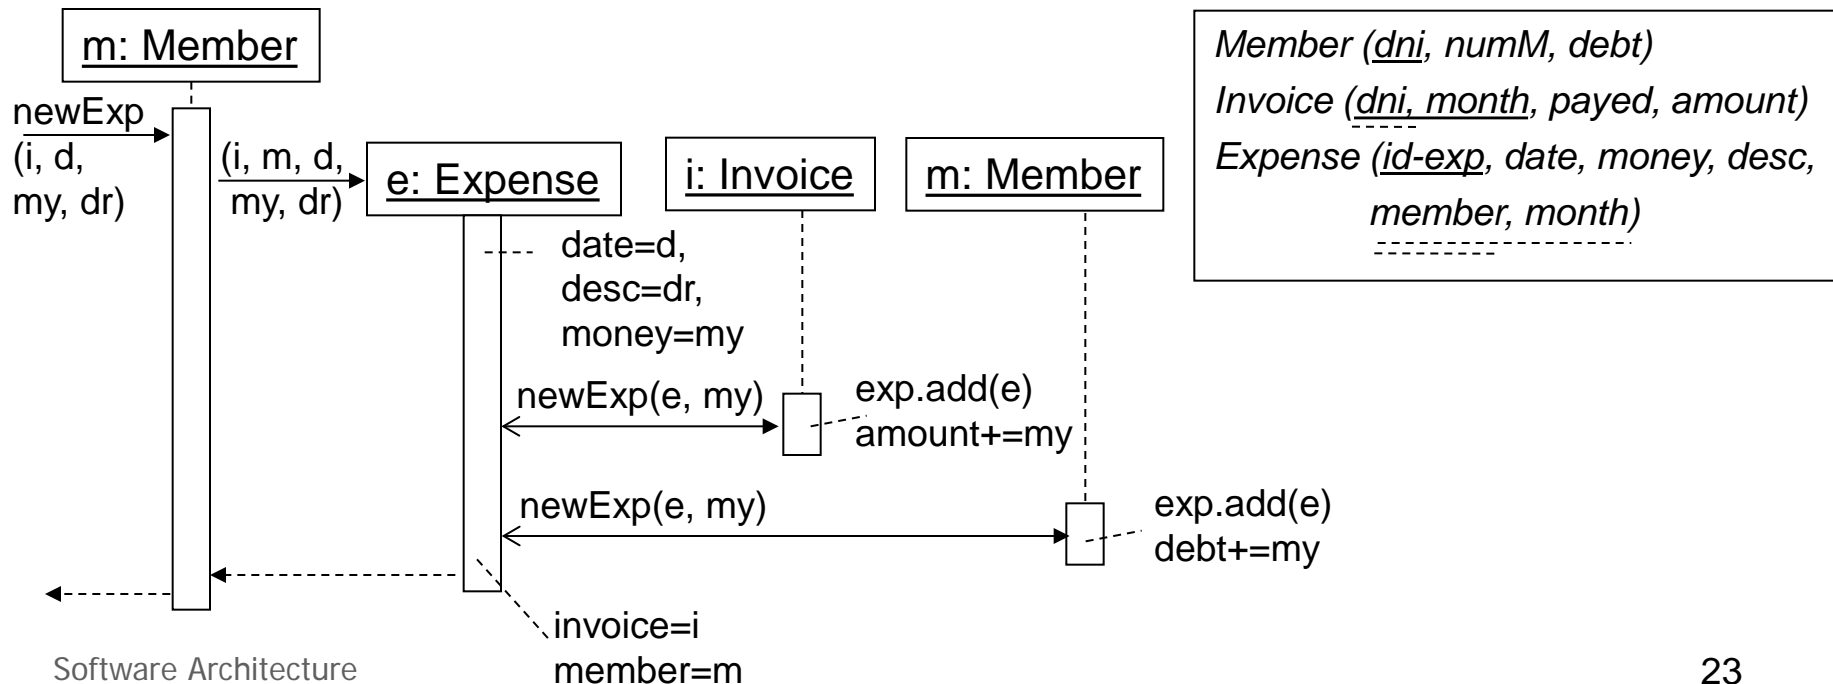 m: Member
newExp
(i, d,
my, dr)
(i, m, d,
my, dr)
e: Expense
i: Invoice
m: Member
Member (dni, numM, debt)
Invoice (dni, month, payed, amount)
Expense (id-exp, date, money, desc,
member, month)
date=d,
desc=dr,
money=my
newExp(e, my)
exp.add(e)
amount+=my
newExp(e, my)
exp.add(e)
debt+=my
invoice=i
member=m
Software Architecture
23